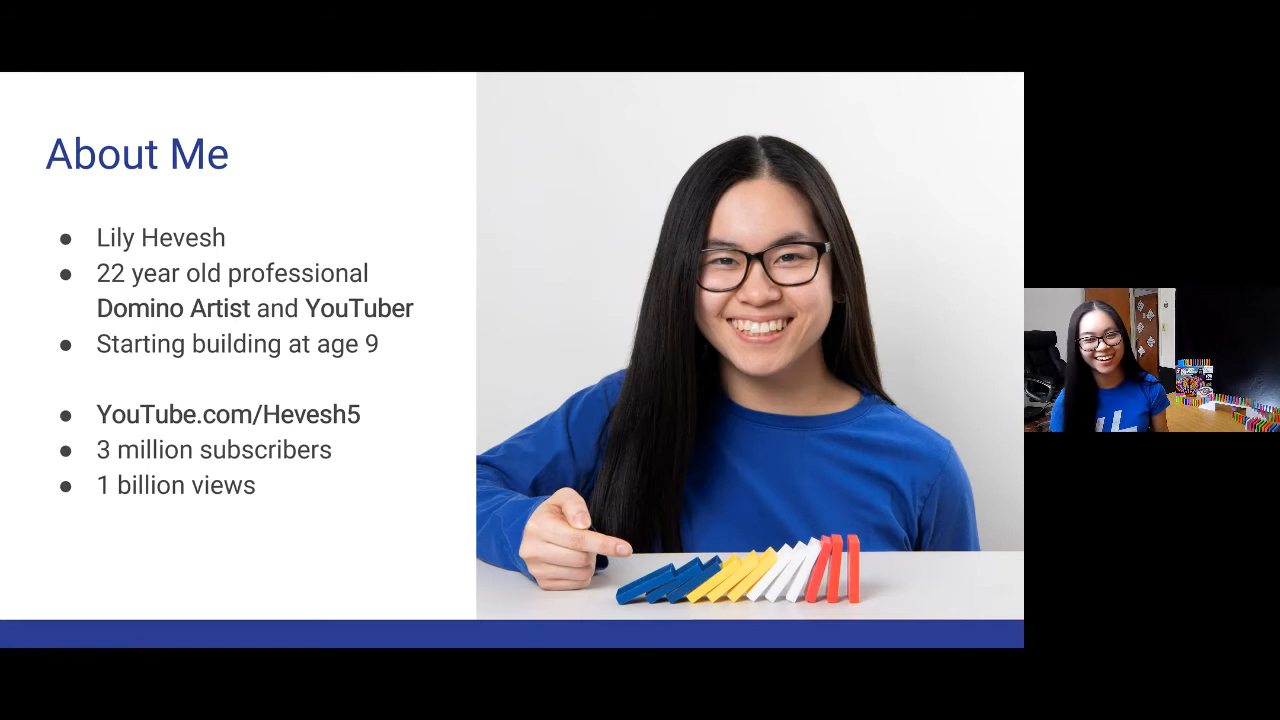 About Me
● Lily Hevesh
● 22 year old professional
Domino Artist and YouTuber
● Starting building at age 9
● YouTube.com/Hevesh5
● 3 million subscribers
● 1 billion views